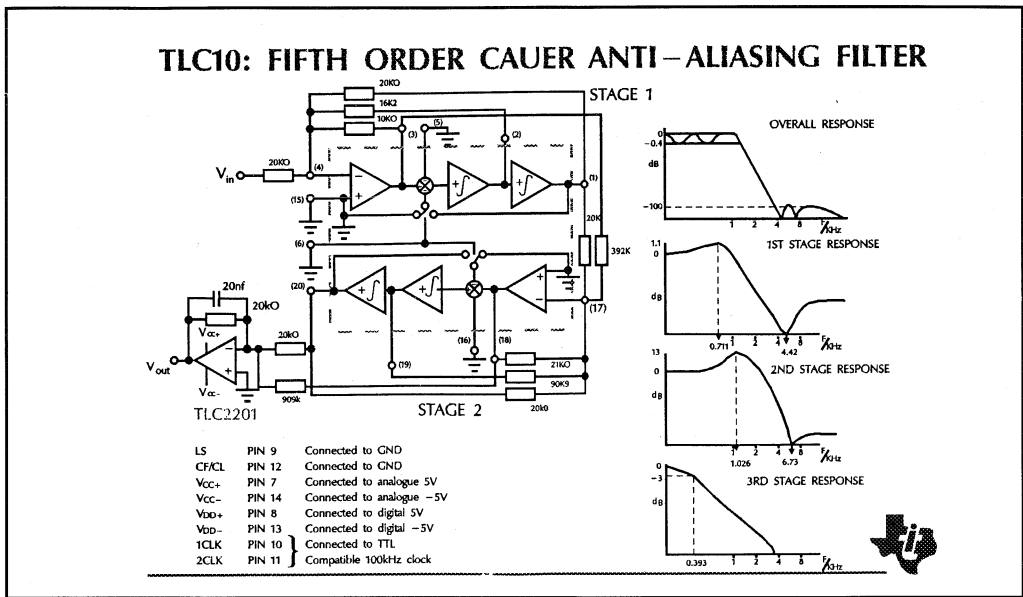 TLC10: FIFTH ORDER CAUER ANTI-ALIASING FILTER
20KO
STAGE 1
16K2
10KO
(3)
(5)
(2)
Vin
20KO
(4)
(1)
(15)
20K
392K
(6)
(20)
(17)
20nf
20kO
Vcc+
20kO
(16)
(18)
(19)
21KO
90K9
20k0
Vout
Vcc-
909k
TLC2201
STAGE 2
OVERALL RESPONSE
0
-0.4
dB
-100
1 2 4 8 F/KHz
1ST STAGE RESPONSE
1.1
0
dB
1 2 4 8 F/KHz
0.711 4.42
2ND STAGE RESPONSE
13
0
dB
1 2 4 8 F/KHz
1.026 6.73
3RD STAGE RESPONSE
0
-3
dB
1 2 4 8 F/KHz
0.393
LS PIN 9 Connected to GND
CF/CL PIN 12 Connected to GND
Vcc+ PIN 7 Connected to analogue 5V
Vcc- PIN 14 Connected to analogue -5V
VDD+ PIN 8 Connected to digital 5V
VDD- PIN 13 Connected to digital -5V
1CLK PIN 10 } Connected to TTL
2CLK PIN 11 } Compatible 100kHz clock